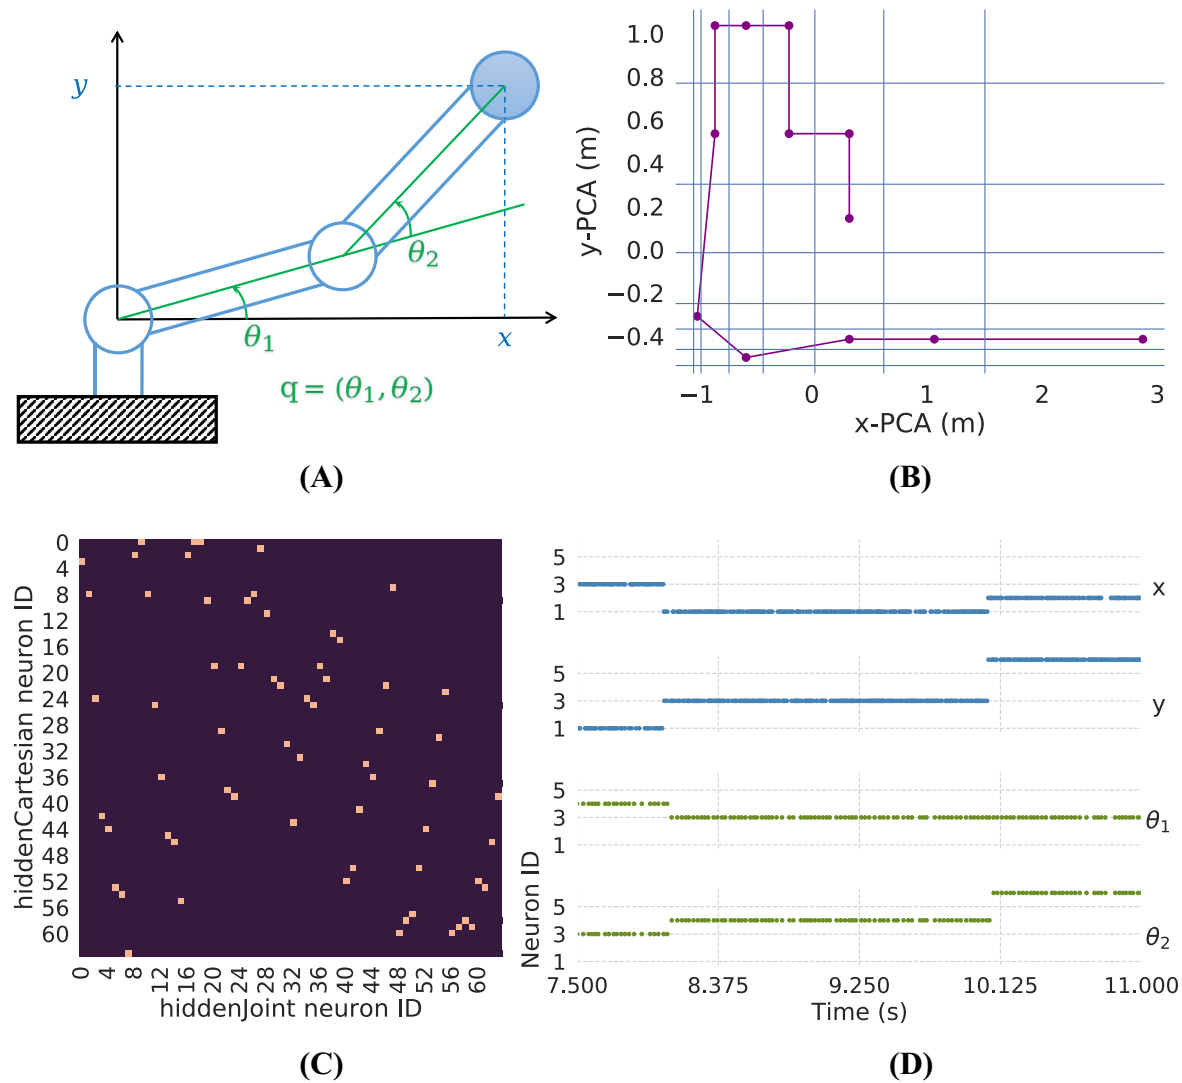 y
θ2
θ1
x
q = (θ1, θ2)
(A)
1.0
0.8
0.6
0.4
0.2
0.0
−0.2
−0.4
y-PCA (m)
−1 0 1 2 3
x-PCA (m)
(B)
0
4
8
12
16
20
24
28
32
36
40
44
48
52
56
60
hiddenCartesian neuron ID
0 4 8 12 16 20 24 28 32 36 40 44 48 52 56 60
hiddenJoint neuron ID
(C)
5
3
1
x
5
3
1
y
5
3
1
θ1
5
3
1
θ2
Neuron ID
7.500 8.375 9.250 10.125 11.000
Time (s)
(D)